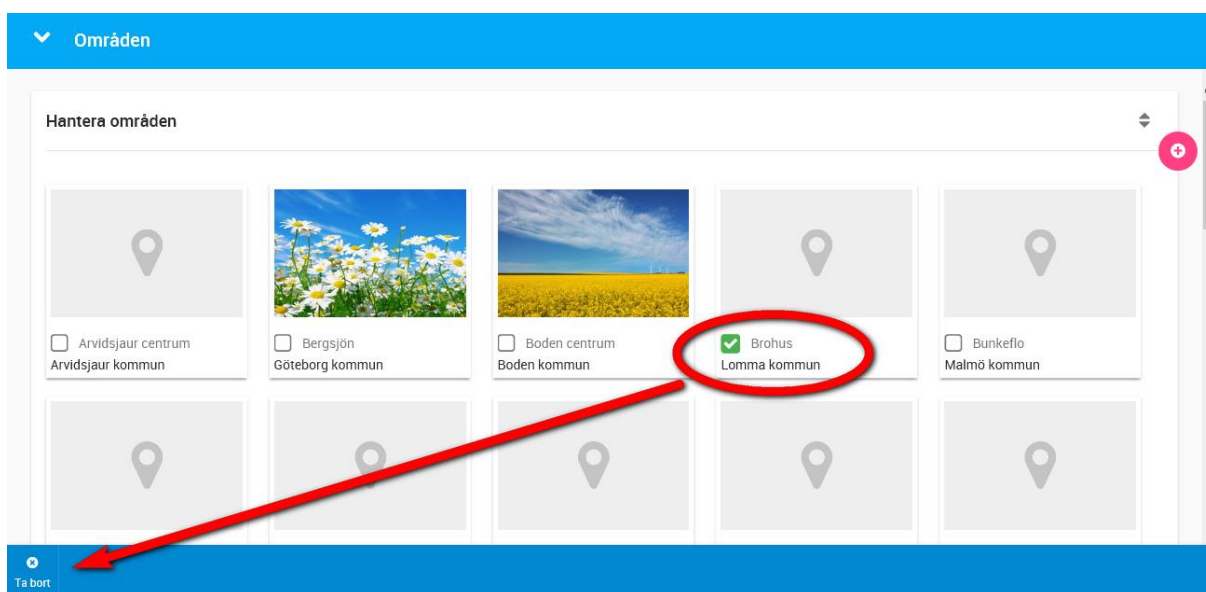 Områden
Hantera områden
Arvidsjaur centrum
Arvidsjaur kommun
Bergsjön
Göteborg kommun
Boden centrum
Boden kommun
Brohus
Lomma kommun
Bunkeflo
Malmö kommun
Ta bort